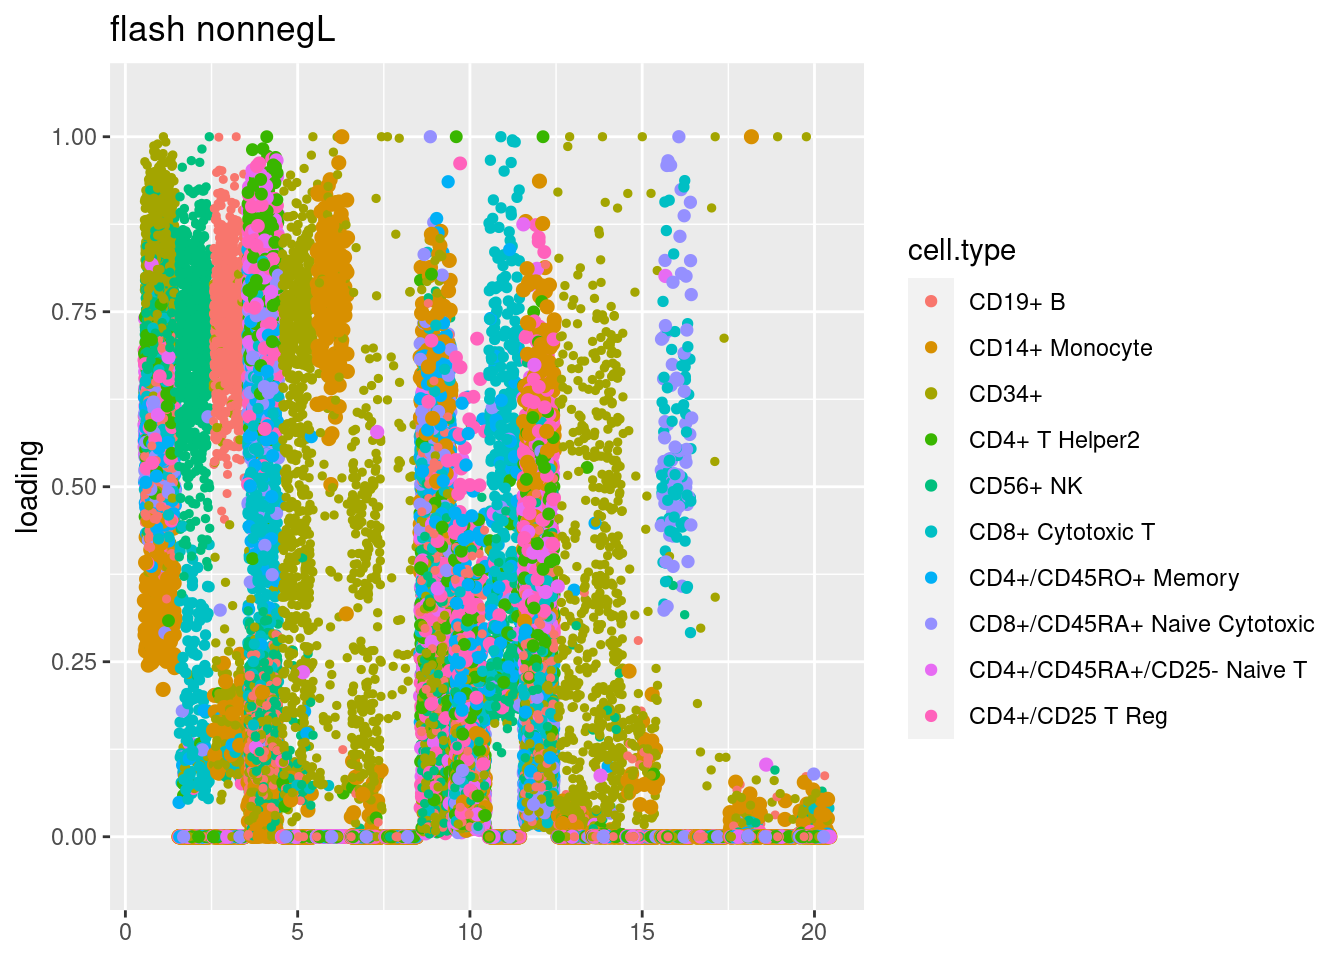 flash nonnegL
1.00
0.75
0.50
0.25
0.00
loading
0 5 10 15 20
cell.type
CD19+ B
CD14+ Monocyte
CD34+
CD4+ T Helper2
CD56+ NK
CD8+ Cytotoxic T
CD4+/CD45RO+ Memory
CD8+/CD45RA+ Naive Cytotoxic
CD4+/CD45RA+/CD25- Naive T
CD4+/CD25 T Reg